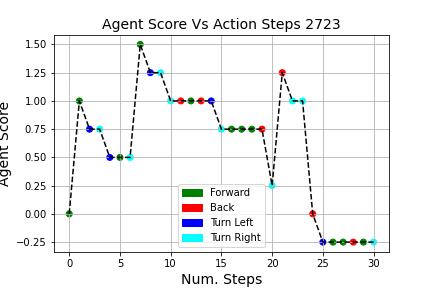 Agent Score Vs Action Steps 2723
Agent Score
1.50
1.25
1.00
0.75
0.50
0.25
0.00
−0.25
Forward
Back
Turn Left
Turn Right
0 5 10 15 20 25 30
Num. Steps